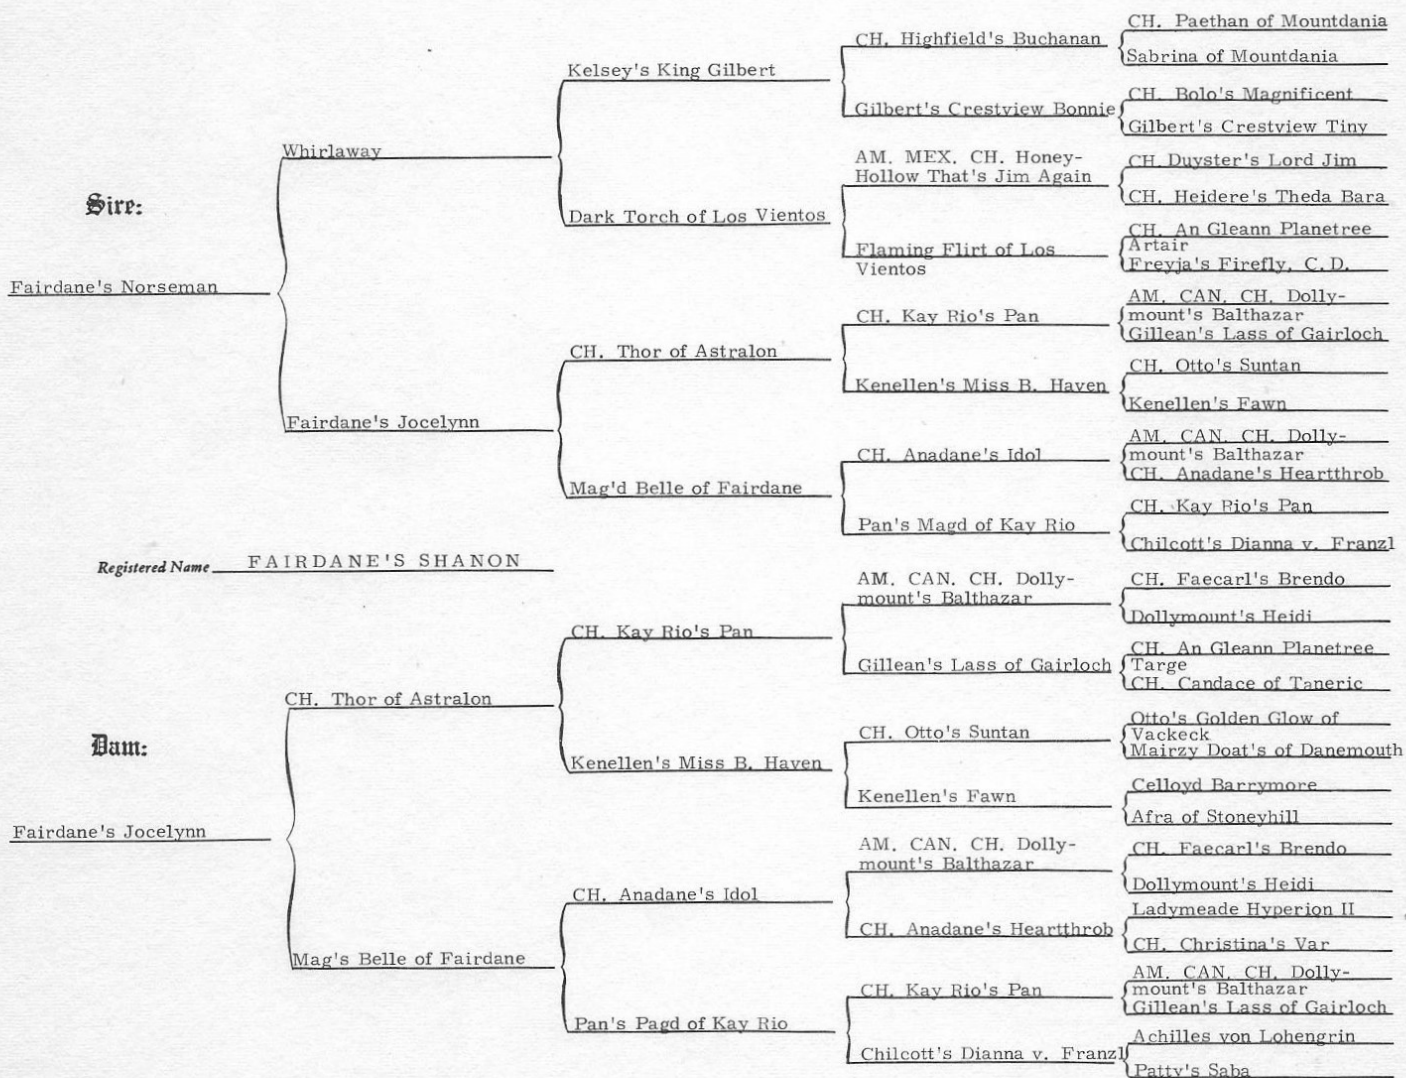 Sire:
Fairdane's Norseman
Whirlaway
Fairdane's Jocelynn
Kelsey's King Gilbert
Dark Torch of Los Vientos
CH. Thor of Astralon
Mag'd Belle of Fairdane
CH. Highfield's Buchanan
Gilbert's Crestview Bonnie
AM. MEX. CH. Honey-
Hollow That's Jim Again
Flaming Flirt of Los
Vientos
CH. Kay Rio's Pan
Kenellen's Miss B. Haven
CH. Anadane's Idol
Pan's Magd of Kay Rio
CH. Paethan of Mountdania
Sabrina of Mountdania
CH. Bolo's Magnificent
Gilbert's Crestview Tiny
CH. Duyster's Lord Jim
CH. Heidere's Theda Bara
CH. An Gleann Planetree
Artair
Freyja's Firefly, C.D.
AM. CAN. CH. Dolly-
mount's Balthazar
Gillean's Lass of Gairloch
CH. Otto's Suntan
Kenellen's Fawn
AM. CAN. CH. Dolly-
mount's Balthazar
CH. Anadane's Heartthrob
CH. Kay Rio's Pan
Chilcott's Dianna v. Franzl
Registered Name FAIRDANE'S SHANON
Dam:
Fairdane's Jocelynn
CH. Thor of Astralon
Mag's Belle of Fairdane
CH. Kay Rio's Pan
Kenellen's Miss B. Haven
CH. Anadane's Idol
Pan's Pagd of Kay Rio
AM. CAN. CH. Dolly-
mount's Balthazar
Gillean's Lass of Gairloch
CH. Otto's Suntan
Kenellen's Fawn
AM. CAN. CH. Dolly-
mount's Balthazar
CH. Anadane's Heartthrob
CH. Kay Rio's Pan
Chilcott's Dianna v. Franzl
CH. Faecarl's Brendo
Dollymount's Heidi
CH. An Gleann Planetree
Targe
CH. Candace of Taneric
Otto's Golden Glow of
Vackeck
Mairzy Doat's of Danemouth
Celloyd Barrymore
Afra of Stoneyhill
CH. Faecarl's Brendo
Dollymount's Heidi
Ladymeade Hyperion II
CH. Christina's Var
AM. CAN. CH. Dolly-
mount's Balthazar
Gillean's Lass of Gairloch
Achilles von Lohengrin
Patty's Saba